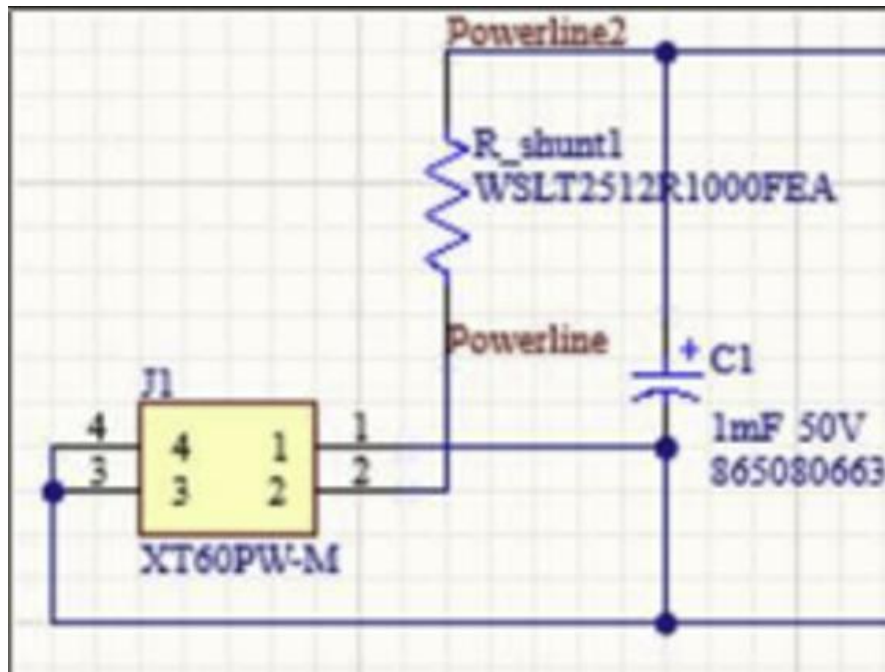 Powerline2
R_shunt1
WSLT2512R1000FEA
Powerline
J1
C1
1mF 50V
865080663
4 4 1 1
3 3 2 2
XT60PW-M